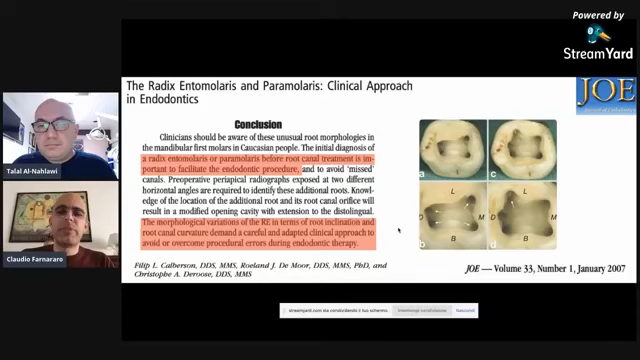 Powered by
StreamYard
The Radix Entomolaris and Paramolaris: Clinical Approach
in Endodontics
JOE
Conclusion
Clinicians should be aware of these unusual root morphologies in
the mandibular first molars in Caucasian people. The initial diagnosis of
a radix entomolaris or paramolaris before root canal treatment is im-
portant to facilitate the endodontic procedure, and to avoid ‘missed’
canals. Preoperative periapical radiographs exposed at two different
horizontal angles are required to identify these additional roots. Knowl-
edge of the location of the additional root and its root canal orifice will
result in a modified opening cavity with extension to the distolingual.
The morphological variations of the RE in terms of root inclination and
root canal curvature demand a careful and adapted clinical approach to
avoid or overcome procedural errors during endodontic therapy.
a
c
L
L
D
M
b
B
d
B
Talal Al-Nahlawi
Claudio Farnararo
Filip L. Calberson, DDS, MMS, Roeland J. De Moor, DDS, MMS, PhD, and
Christophe A. Deroose, DDS, MMS
JOE — Volume 33, Number 1, January 2007
streamyard.com sta condividendo il tuo schermo.
Interrompi condivisione
Nascondi